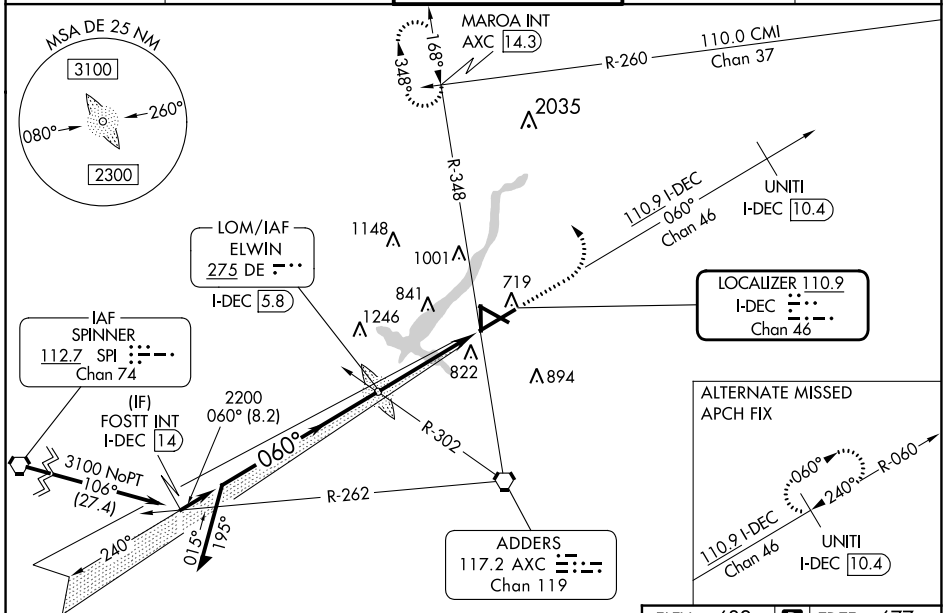 MSA DE 25 NM
3100
080°
260°
2300
MAROA INT
AXC 14.3
168°
348°
110.0 CMI
R-260
Chan 37
2035
R-348
UNITI
I-DEC 10.4
110.9 I-DEC
060°
Chan 46
LOM/IAF
ELWIN
275 DE
I-DEC 5.8
1148
1001
841
719
1246
822
894
LOCALIZER 110.9
I-DEC
Chan 46
IAF
SPINNER
112.7 SPI
Chan 74
(IF)
FOSTT INT
I-DEC 14
2200
060° (8.2)
3100 NoPT
106°
(27.4)
060°
R-302
R-262
240°
015°
195°
ADDERS
117.2 AXC
Chan 119
ALTERNATE MISSED
APCH FIX
060°
R-060
240°
110.9 I-DEC
Chan 46
UNITI
I-DEC 10.4